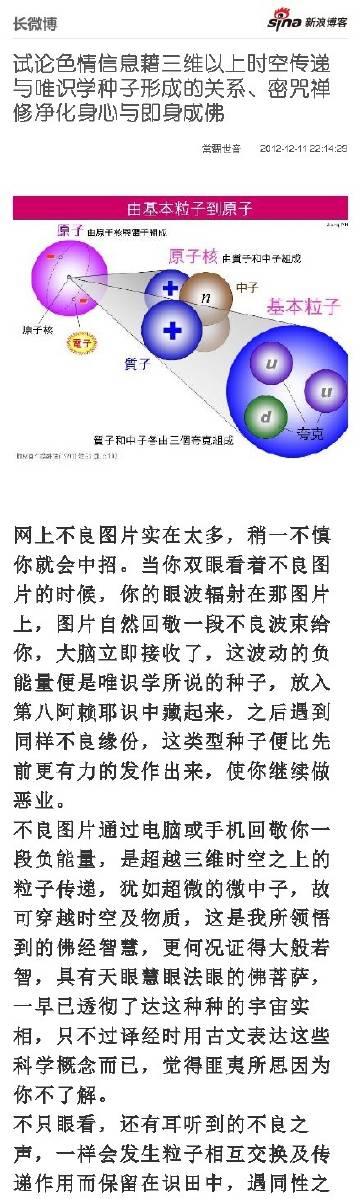 长微博
sina 新浪博客
试论色情信息藉三维以上时空传递
与唯识学种子形成的关系、密咒禅
修净化身心与即身成佛
常觀世音 2012-12-11 22:14:29
由基本粒子到原子
原子 由原子核與電子組成
原子核 由質子和中子組成
中子
n
基本粒子
原子核
電子
質子
u
u
d
夸克
質子和中子各由三個夸克組成
网上不良图片实在太多，稍一不慎
你就会中招。当你双眼看着不良图
片的时候，你的眼波辐射在那图片
上，图片自然回敬一段不良波束给
你，大脑立即接收了，这波动的负
能量便是唯识学所说的种子，放入
第八阿赖耶识中藏起来，之后遇到
同样不良缘份，这类型种子便比先
前更有力的发作出来，使你继续做
恶业。
不良图片通过电脑或手机回敬你一
段负能量，是超越三维时空之上的
粒子传递，犹如超微的微中子，故
可穿越时空及物质，这是我所领悟
到的佛经智慧，更何况证得大般若
智，具有天眼慧眼法眼的佛菩萨，
一早已透彻了达这种种的宇宙实
相，只不过译经时用古文表达这些
科学概念而已，觉得匪夷所思因为
你不了解。
不只眼看，还有耳听到的不良之
声，一样会发生粒子相互交换及传
递作用而保留在识田中，遇同性之